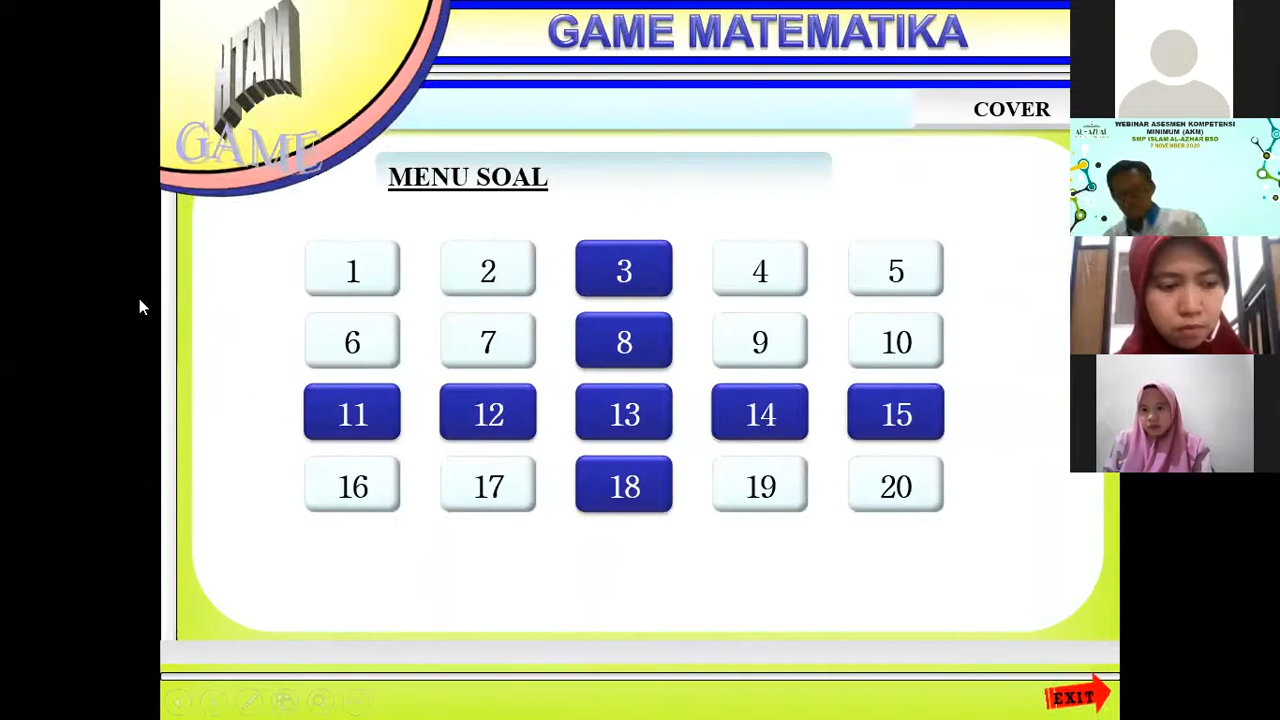 MTAM
GAME
GAME MATEMATIKA
COVER
MENU SOAL
1 2 3 4 5
6 7 8 9 10
11 12 13 14 15
16 17 18 19 20
EXIT
WEBINAR ASESMEN KOMPETENSI
MINIMUM (AKM)
SMP ISLAM AL-AZHAR BSD
7 NOVEMBER 2020